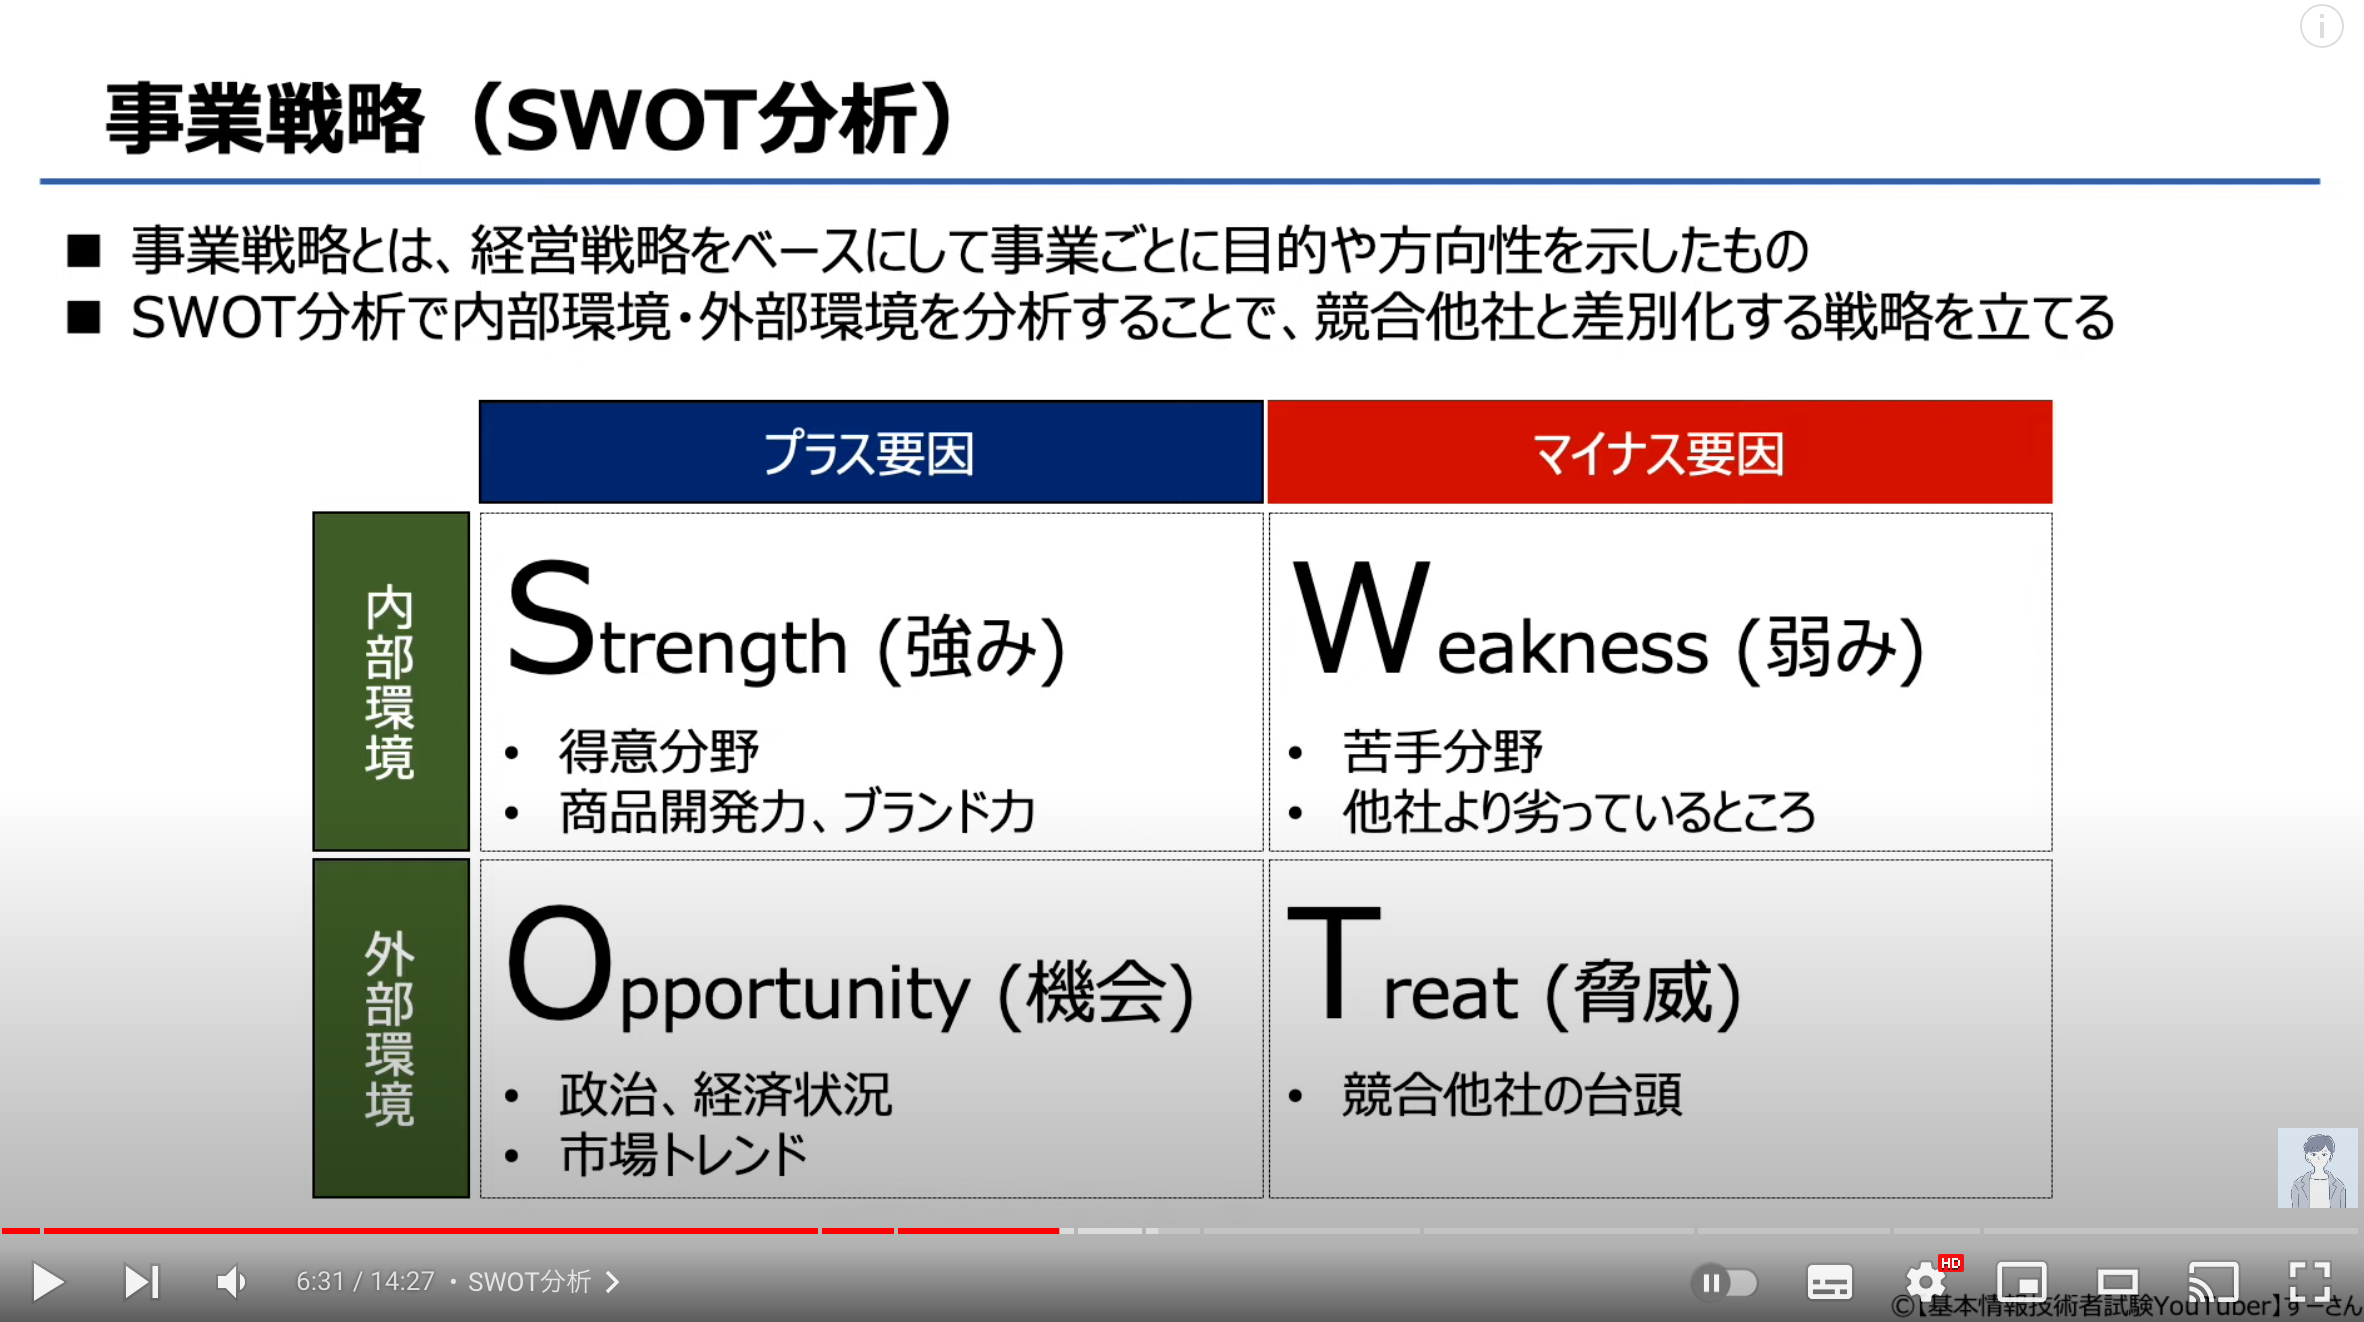 事業戦略（SWOT分析）
■ 事業戦略とは、経営戦略をベースにして事業ごとに目的や方向性を示したもの
■ SWOT分析で内部環境・外部環境を分析することで、競合他社と差別化する戦略を立てる
プラス要因
マイナス要因
内部環境
Strength (強み)
• 得意分野
• 商品開発力、ブランド力
Weakness (弱み)
• 苦手分野
• 他社より劣っているところ
外部環境
Opportunity (機会)
• 政治、経済状況
• 市場トレンド
Treat (脅威)
• 競合他社の台頭
6:31 / 14:27 • SWOT分析
HD
©【基本情報技術者試験YouTuber】すーさん